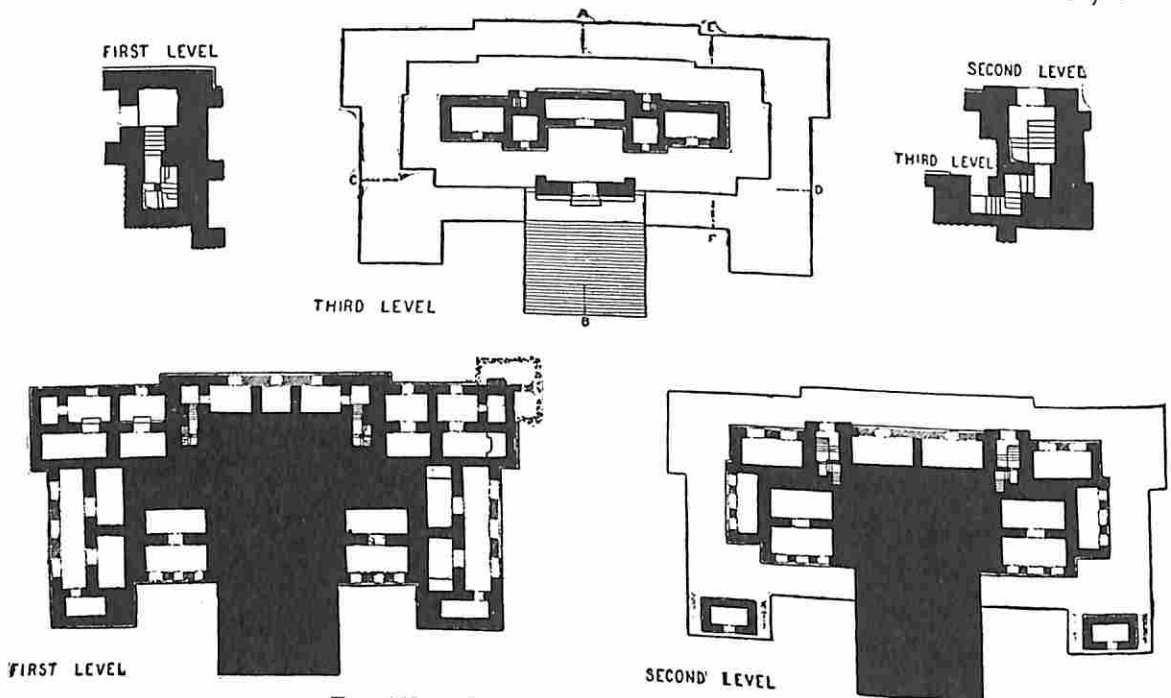 FIRST LEVEL
A
E
SECOND LEVEL
THIRD LEVEL
C
D
F
THIRD LEVEL
B
FIRST LEVEL
SECOND LEVEL